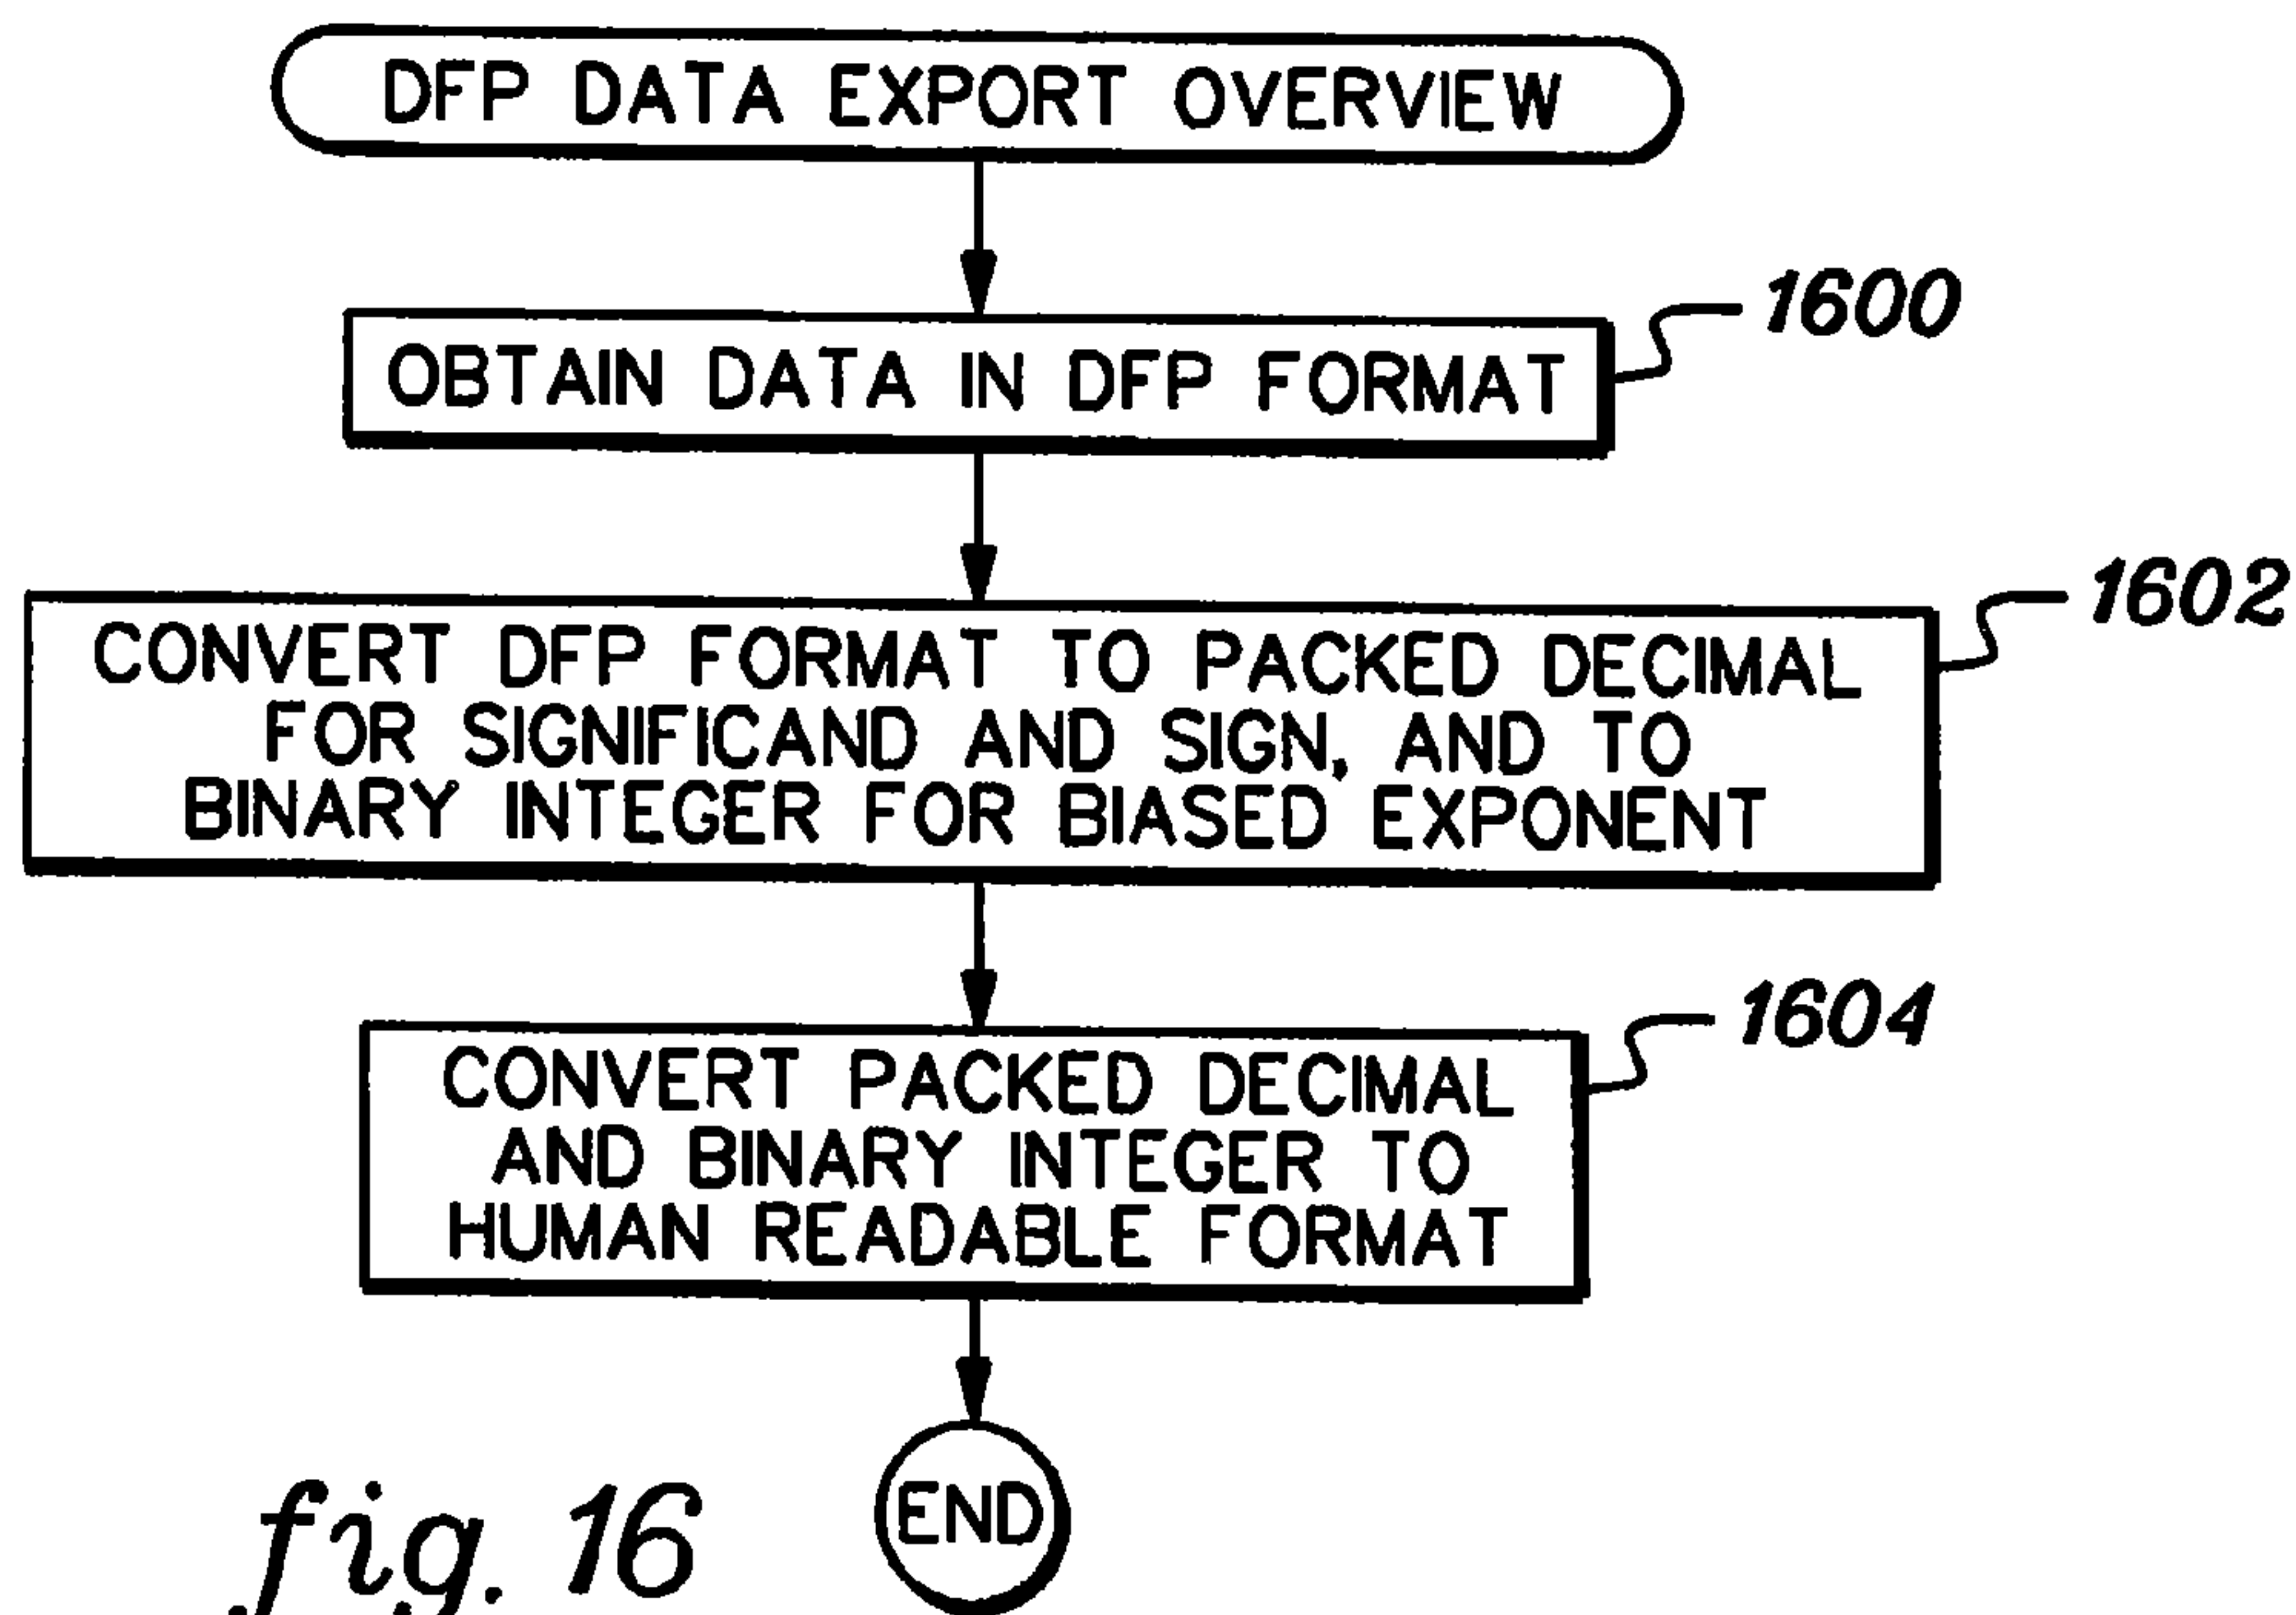 DFP DATA EXPORT OVERVIEW
1600
OBTAIN DATA IN DFP FORMAT
1602
CONVERT DFP FORMAT TO PACKED DECIMAL
FOR SIGNIFICAND AND SIGN, AND TO
BINARY INTEGER FOR BIASED EXPONENT
1604
CONVERT PACKED DECIMAL
AND BINARY INTEGER TO
HUMAN READABLE FORMAT
END
fig. 16